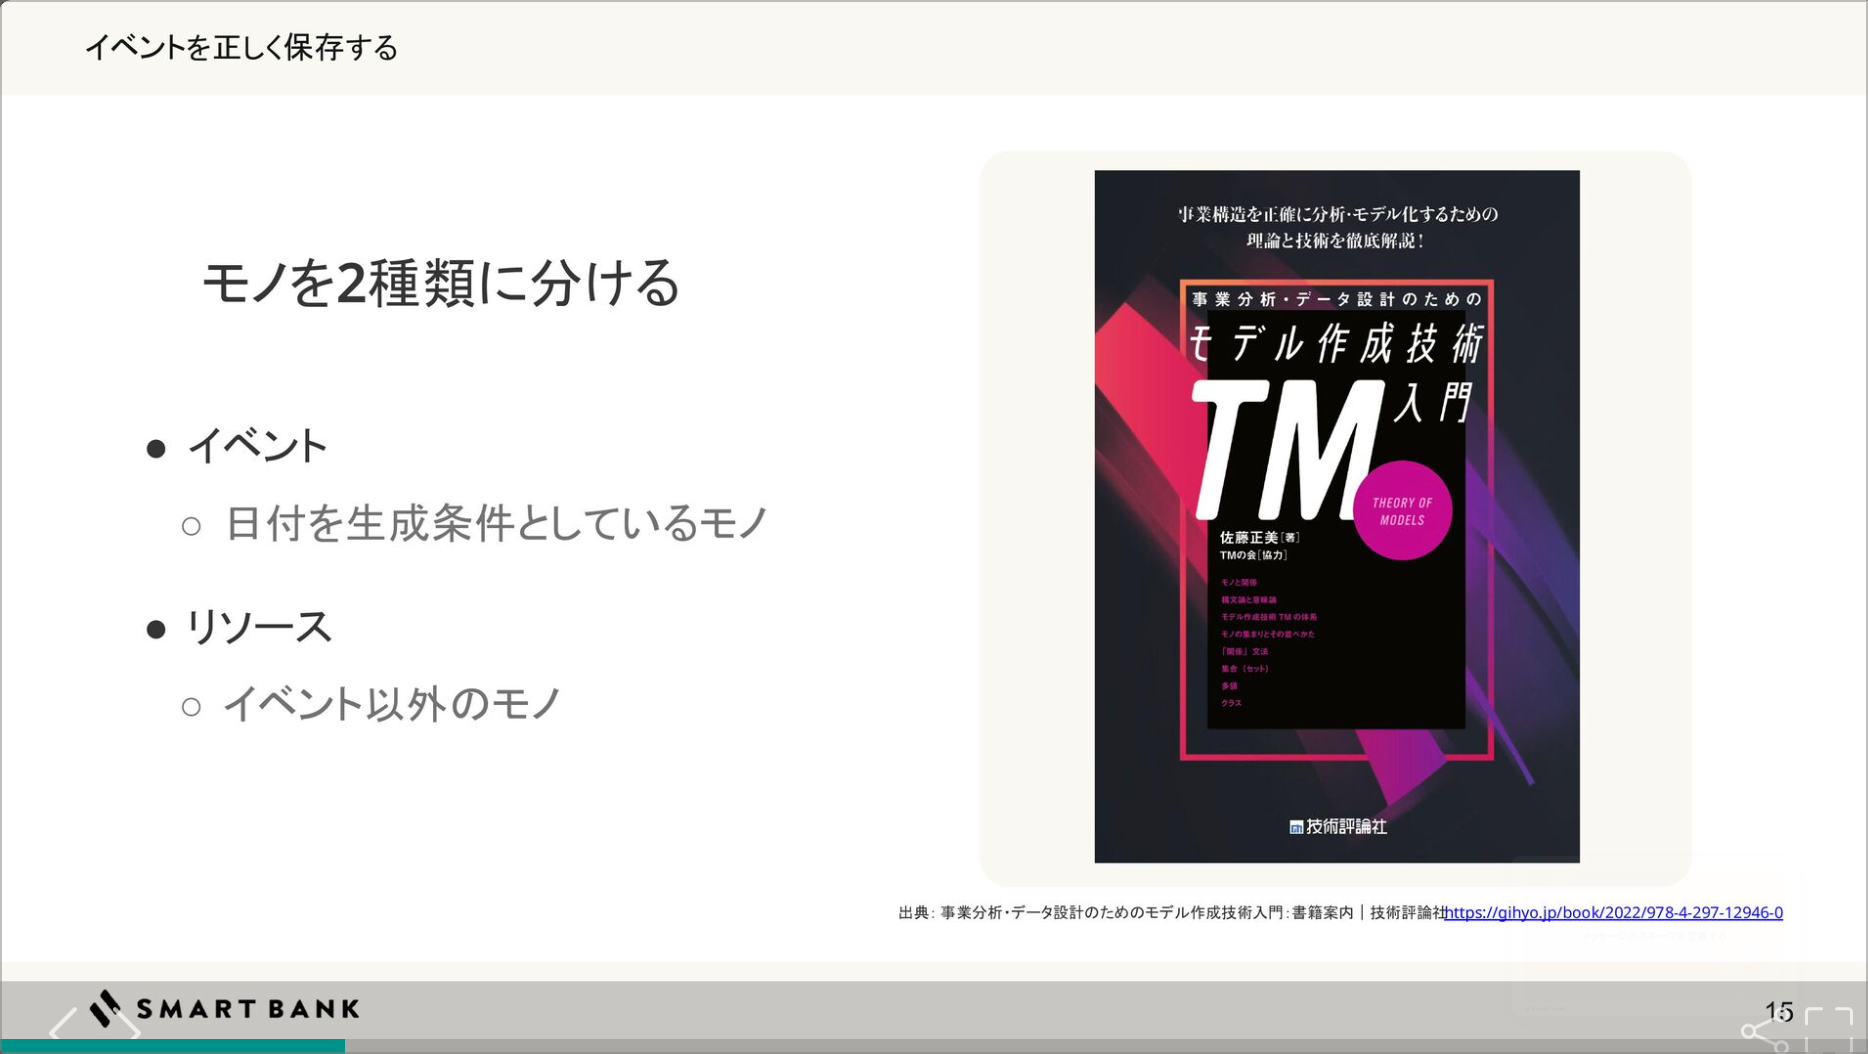 イベントを正しく保存する
モノを2種類に分ける
● イベント
○ 日付を生成条件としているモノ
● リソース
○ イベント以外のモノ
事業構造を正確に分析・モデル化するための
理論と技術を徹底解説!
事業分析・データ設計のための
モデル作成技術
TM入門
THEORY OF
MODELS
佐藤正美[著]
TMの会[協力]
モノと関係
構文論と意味論
モデル作成技術 TM の体系
モノの集まりとその並べかた
「関係」文法
集合(セット)
多値
クラス
技術評論社
出典: 事業分析・データ設計のためのモデル作成技術入門:書籍案内|技術評論社https://gihyo.jp/book/2022/978-4-297-12946-0
SMART BANK
15